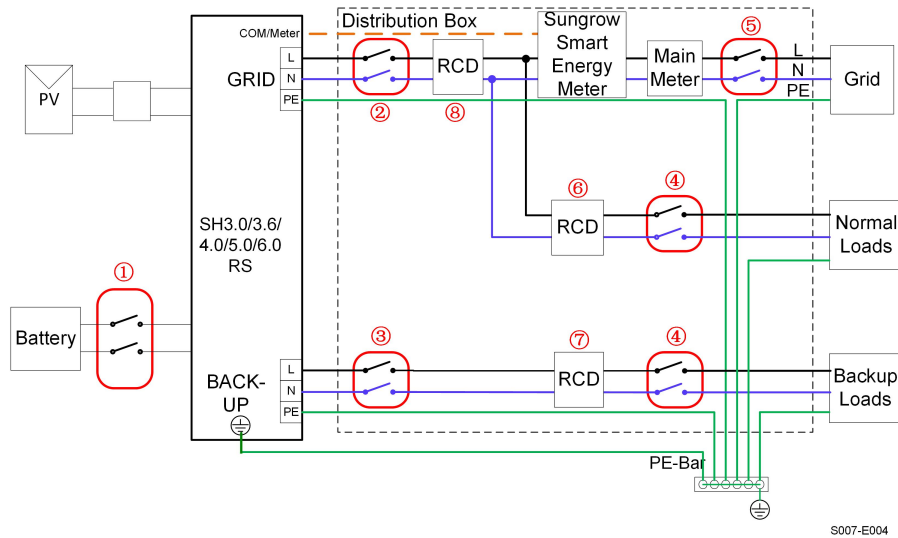 Distribution Box
COM/Meter
Sungrow
Smart
Energy
Meter
⑤
L
N
PE
GRID
L
N
PE
②
RCD
⑧
Main
Meter
Grid
PV
SH3.0/3.6/
4.0/5.0/6.0
RS
⑥
RCD
④
Normal
Loads
①
Battery
③
⑦
RCD
④
Backup
Loads
BACK-
UP
L
N
PE
PE-Bar
S007-E004